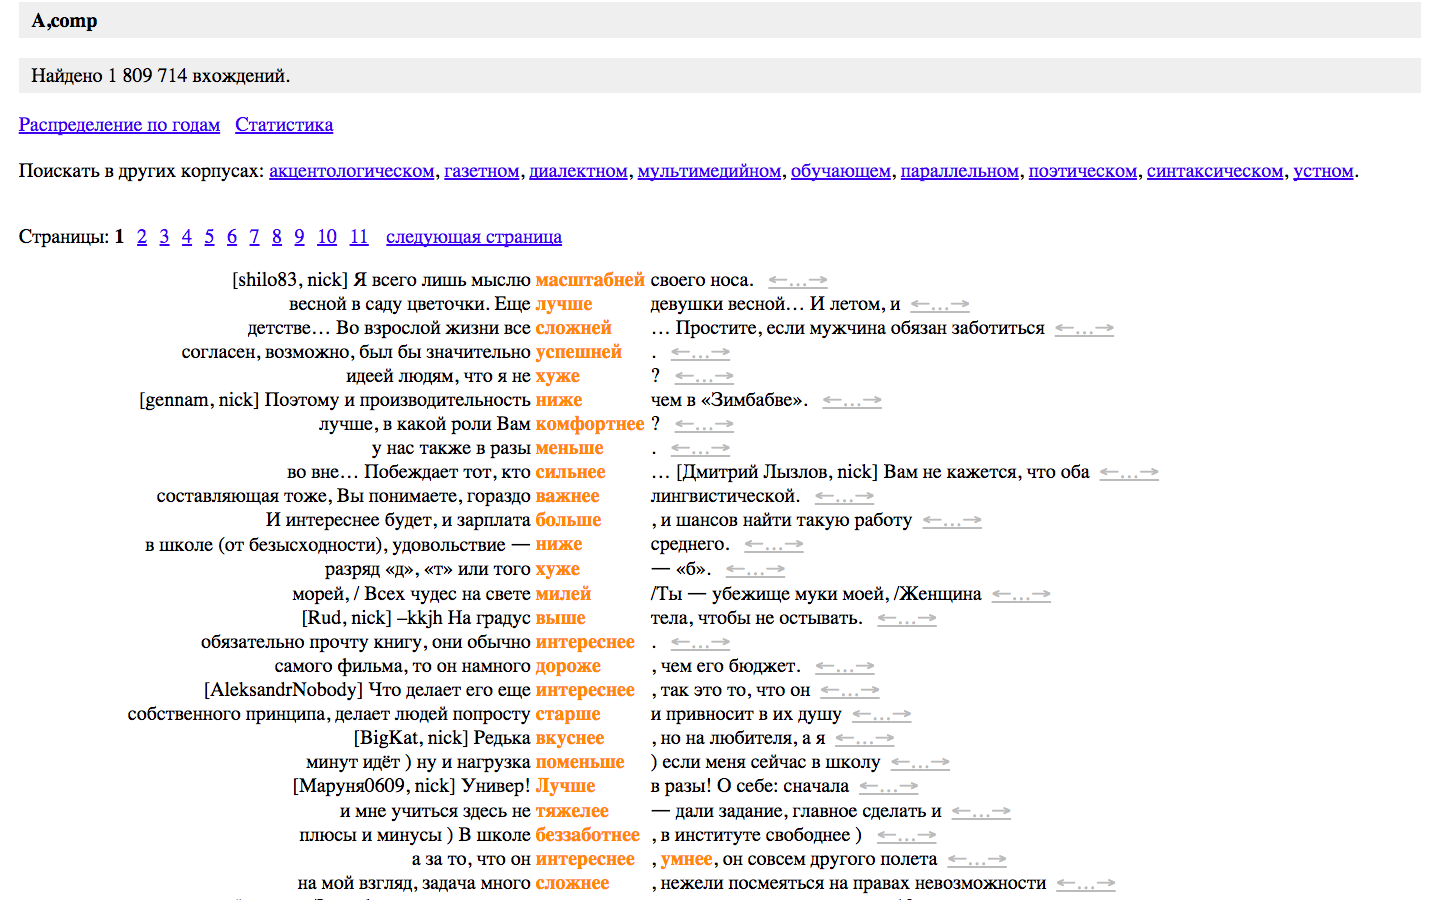 A,comp
Найдено 1 809 714 вхождений.
Распределение по годам Статистика
Поискать в других корпусах: акцентологическом, газетном, диалектном, мультимедийном, обучающем, параллельном, поэтическом, синтаксическом, устном.
Страницы: 1 2 3 4 5 6 7 8 9 10 11 следующая страница
[shilo83, nick] Я всего лишь мыслю масштабней своего носа. ←…→
весной в саду цветочки. Еще лучше девушки весной… И летом, и ←…→
детстве… Во взрослой жизни все сложней … Простите, если мужчина обязан заботиться ←…→
согласен, возможно, был бы значительно успешней . ←…→
идеей людям, что я не хуже ? ←…→
[gennam, nick] Поэтому и производительность ниже чем в «Зимбабве». ←…→
лучше, в какой роли Вам комфортнее ? ←…→
у нас также в разы меньше . ←…→
во вне… Побеждает тот, кто сильнее … [Дмитрий Лызлов, nick] Вам не кажется, что оба ←…→
составляющая тоже, Вы понимаете, гораздо важнее лингвистической. ←…→
И интереснее будет, и зарплата больше , и шансов найти такую работу ←…→
в школе (от безысходности), удовольствие — ниже среднего. ←…→
разряд «д», «т» или того хуже — «б». ←…→
морей, / Всех чудес на свете милей /Ты — убежище муки моей, /Женщина ←…→
[Rud, nick] –kkjh На градус выше тела, чтобы не остывать. ←…→
обязательно прочту книгу, они обычно интереснее . ←…→
самого фильма, то он намного дороже , чем его бюджет. ←…→
[AleksandrNobody] Что делает его еще интереснее , так это то, что он ←…→
собственного принципа, делает людей попросту старше и привносит в их душу ←…→
[BigKat, nick] Редька вкуснее , но на любителя, а я ←…→
минут идёт ) ну и нагрузка поменьше ) если меня сейчас в школу ←…→
[Маруня0609, nick] Универ! Лучше в разы! О себе: сначала ←…→
и мне учиться здесь не тяжелее — дали задание, главное сделать и ←…→
плюсы и минусы ) В школе беззаботнее , в институте свободнее ) ←…→
а за то, что он интереснее , умнее, он совсем другого полета ←…→
на мой взгляд, задача много сложнее , нежели посмеяться на правах невозможности ←…→